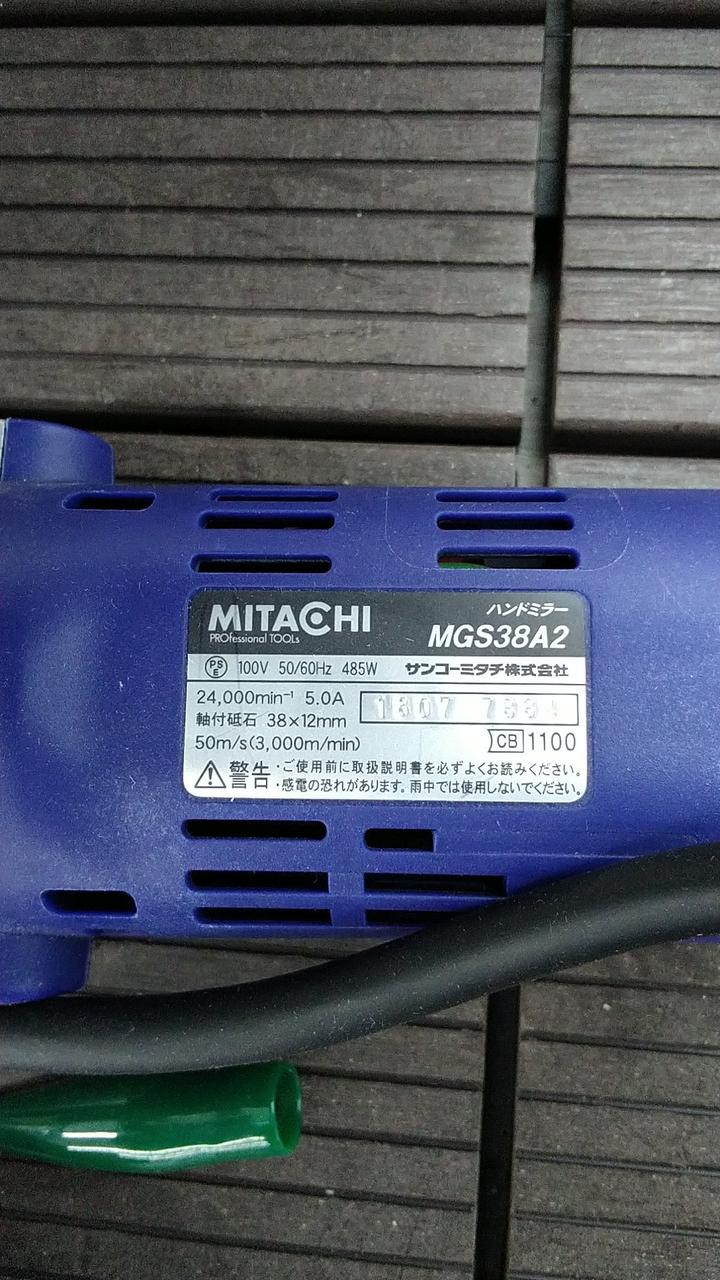 MITACHI
PROfessional TOOLs
ハンドミラー
MGS38A2
PS E 100V 50/60Hz 485W サンコーミタチ株式会社
24,000min⁻¹ 5.0A
1807
軸付砥石 38×12mm
50m/s(3,000m/min)
CB 1100
⚠警告・ご使用前に取扱説明書を必ずよくお読みください。
・感電の恐れがあります。雨中では使用しないでください。